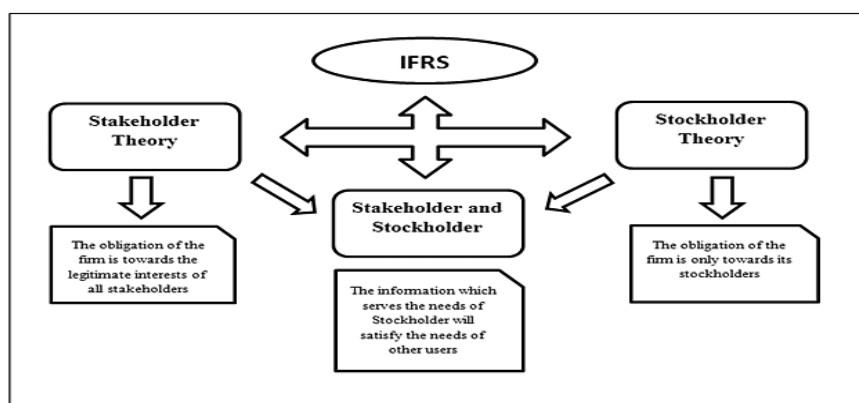 IFRS
Stakeholder
Theory
Stockholder
Theory
Stakeholder and
Stockholder
The obligation of the
firm is towards the
legitimate interests of
all stakeholders
The obligation of the
firm is only towards its
stockholders
The information which
serves the needs of
Stockholder will
satisfy the needs of
other users